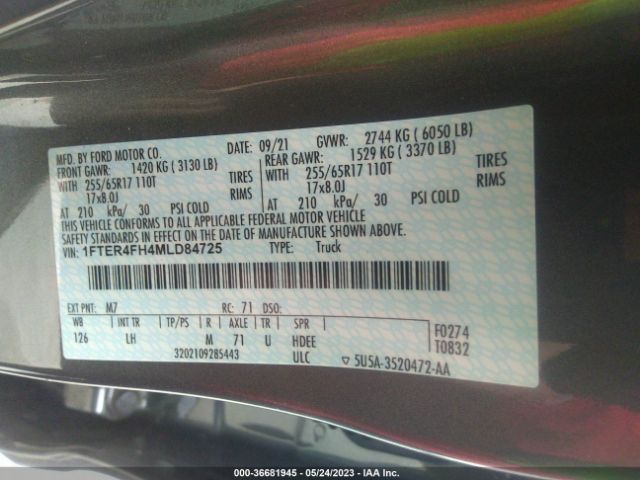 MFD. BY FORD MOTOR CO.
DATE: 09/21 GVWR: 2744 KG ( 6050 LB)
FRONT GAWR: 1420 KG ( 3130 LB)
REAR GAWR: 1529 KG ( 3370 LB)
WITH 255/65R17 110T TIRES
WITH 255/65R17 110T TIRES
17x8.0J RIMS
17x8.0J RIMS
AT 210 kPa/ 30 PSI COLD
AT 210 kPa/ 30 PSI COLD
THIS VEHICLE CONFORMS TO ALL APPLICABLE FEDERAL MOTOR VEHICLE
SAFETY STANDARDS IN EFFECT ON THE DATE OF MANUFACTURE SHOWN ABOVE.
VIN: 1FTER4FH4MLD84725 TYPE: Truck
EXT PNT: M7 RC: 71 DSO:
WB INT TR TP/PS R AXLE TR SPR
126 LH M 71 U HDEE
F0274
T0832
3202109285443 ULC
5U5A-3520472-AA
000-36681945 - 05/24/2023 - IAA Inc.